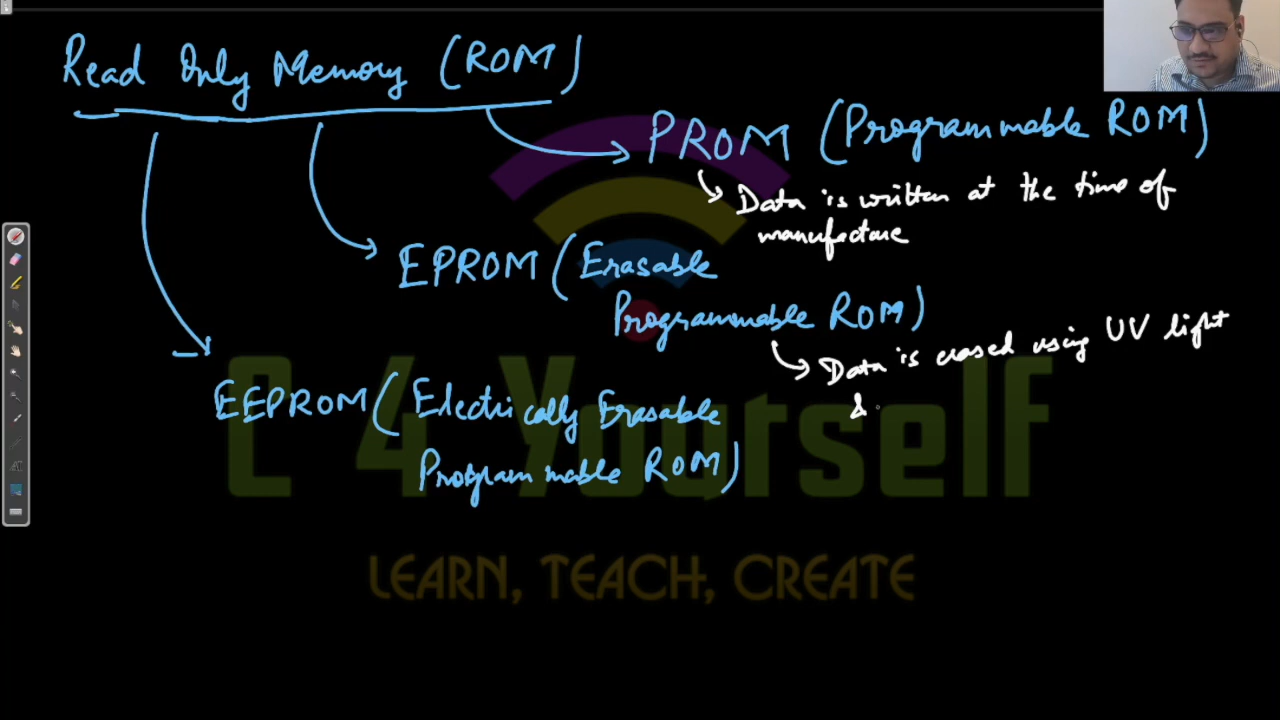 Read Only Memory (ROM)
PROM (Programmable ROM)
Data is written at the time of
manufacture
EPROM (Erasable
Programmable ROM)
Data is erased using UV light
&
EEPROM (Electrically Erasable
Programmable ROM)
C 4 Yourself
LEARN, TEACH, CREATE